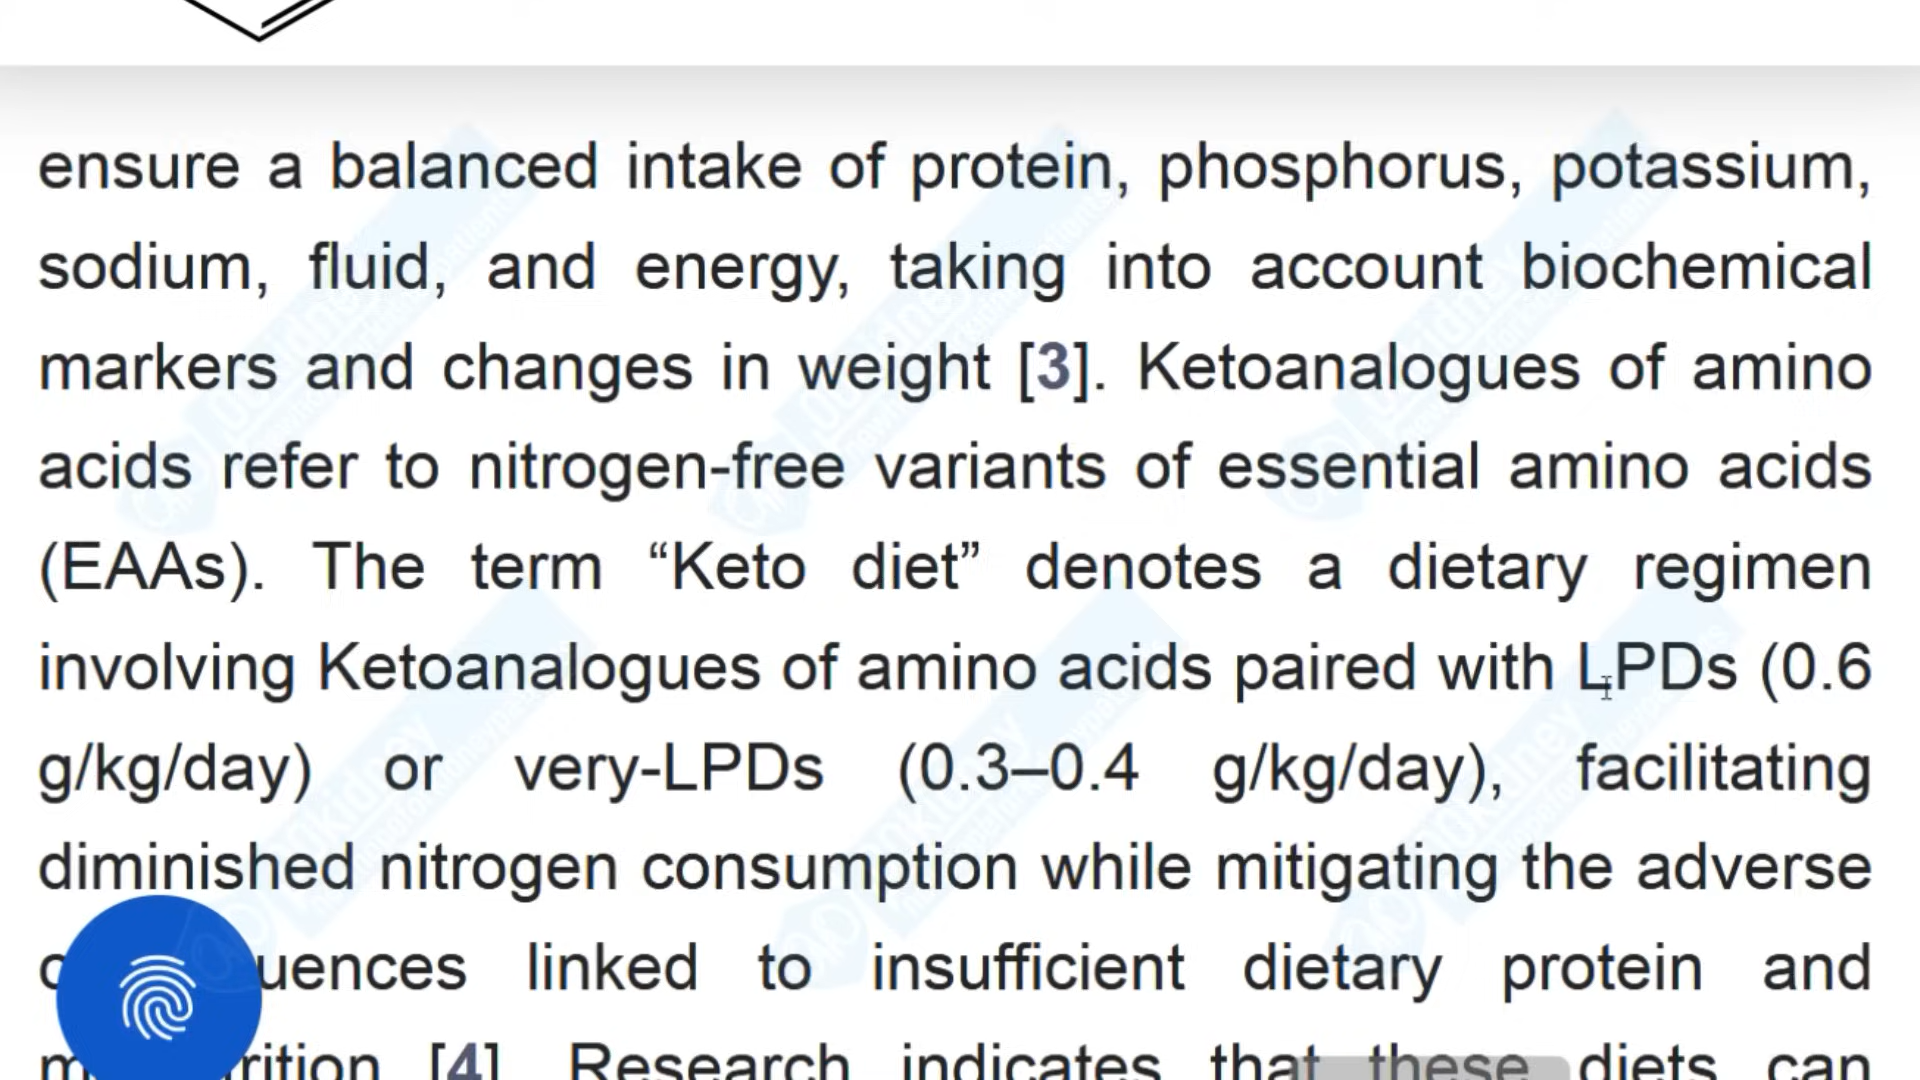 ensure a balanced intake of protein, phosphorus, potassium,
sodium, fluid, and energy, taking into account biochemical
markers and changes in weight [3]. Ketoanalogues of amino
acids refer to nitrogen-free variants of essential amino acids
(EAAs). The term “Keto diet” denotes a dietary regimen
involving Ketoanalogues of amino acids paired with LPDs (0.6
g/kg/day) or very-LPDs (0.3–0.4 g/kg/day), facilitating
diminished nitrogen consumption while mitigating the adverse
uences linked to insufficient dietary protein and
rition [4]. Research indicates that these diets can